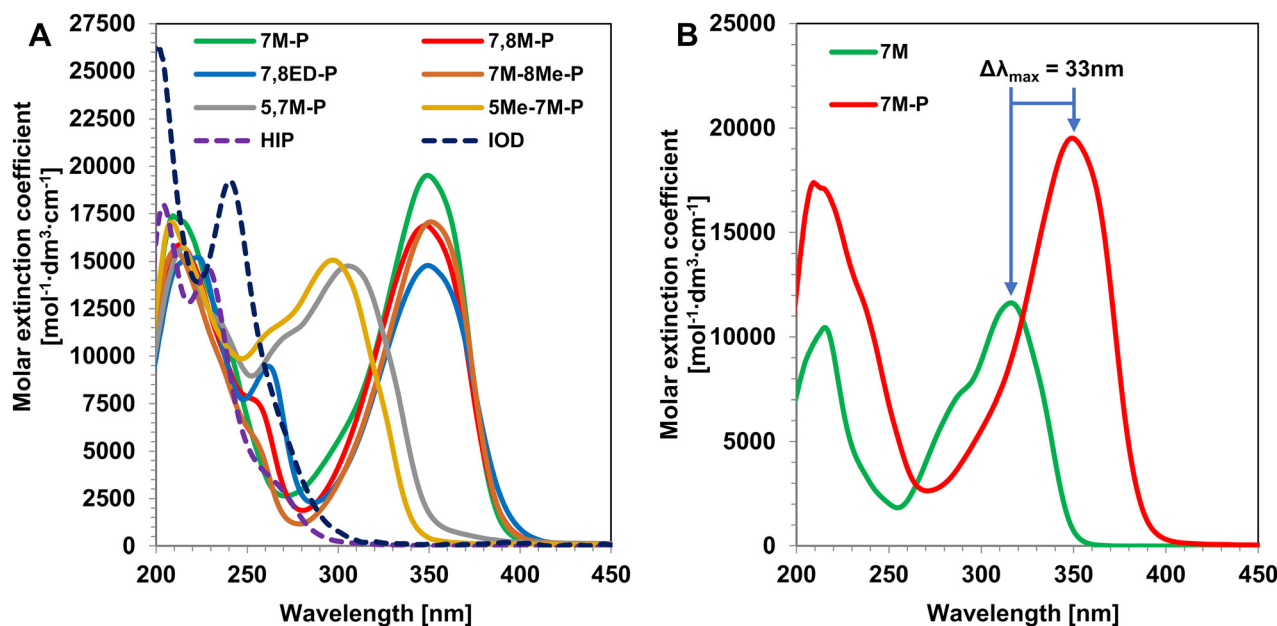 A
7M-P
7,8M-P
7,8ED-P
7M-8Me-P
5,7M-P
5Me-7M-P
HIP
IOD
Molar extinction coefficient
[mol⁻¹·dm³·cm⁻¹]
27500
25000
22500
20000
17500
15000
12500
10000
7500
5000
2500
0
200
250
300
350
400
450
Wavelength [nm]
B
7M
7M-P
Δλmax = 33nm
Molar extinction coefficient
[mol⁻¹·dm³·cm⁻¹]
25000
20000
15000
10000
5000
0
200
250
300
350
400
450
Wavelength [nm]